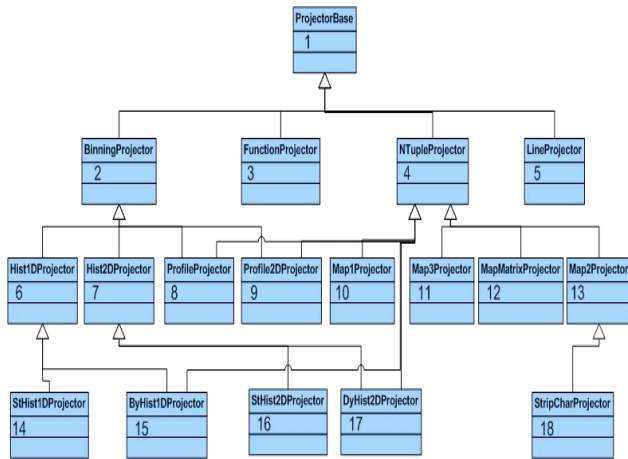 ProjectorBase
1
BinningProjector
2
FunctionProjector
3
NTupleProjector
4
LineProjector
5
Hist1DProjector
6
Hist2DProjector
7
ProfileProjector
8
Profile2DProjector
9
Map1Projector
10
Map3Projector
11
MapMatrixProjector
12
Map2Projector
13
StHist1DProjector
14
ByHist1DProjector
15
StHist2DProjector
16
DyHist2DProjector
17
StripCharProjector
18